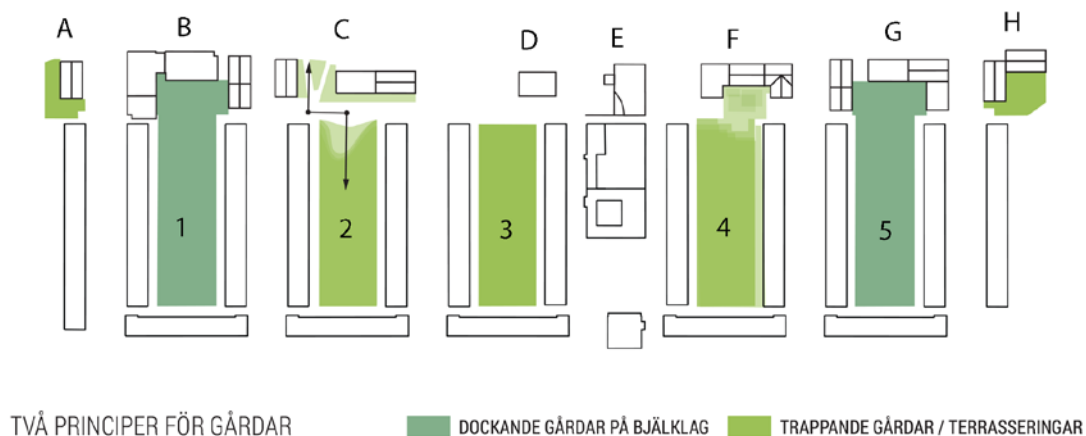 A B C D E F G H
1 2 3 4 5
TVÅ PRINCIPER FÖR GÅRDAR DOCKANDE GÅRDAR PÅ BJÄLKLAG TRAPPANDE GÅRDAR / TERRASSERINGAR